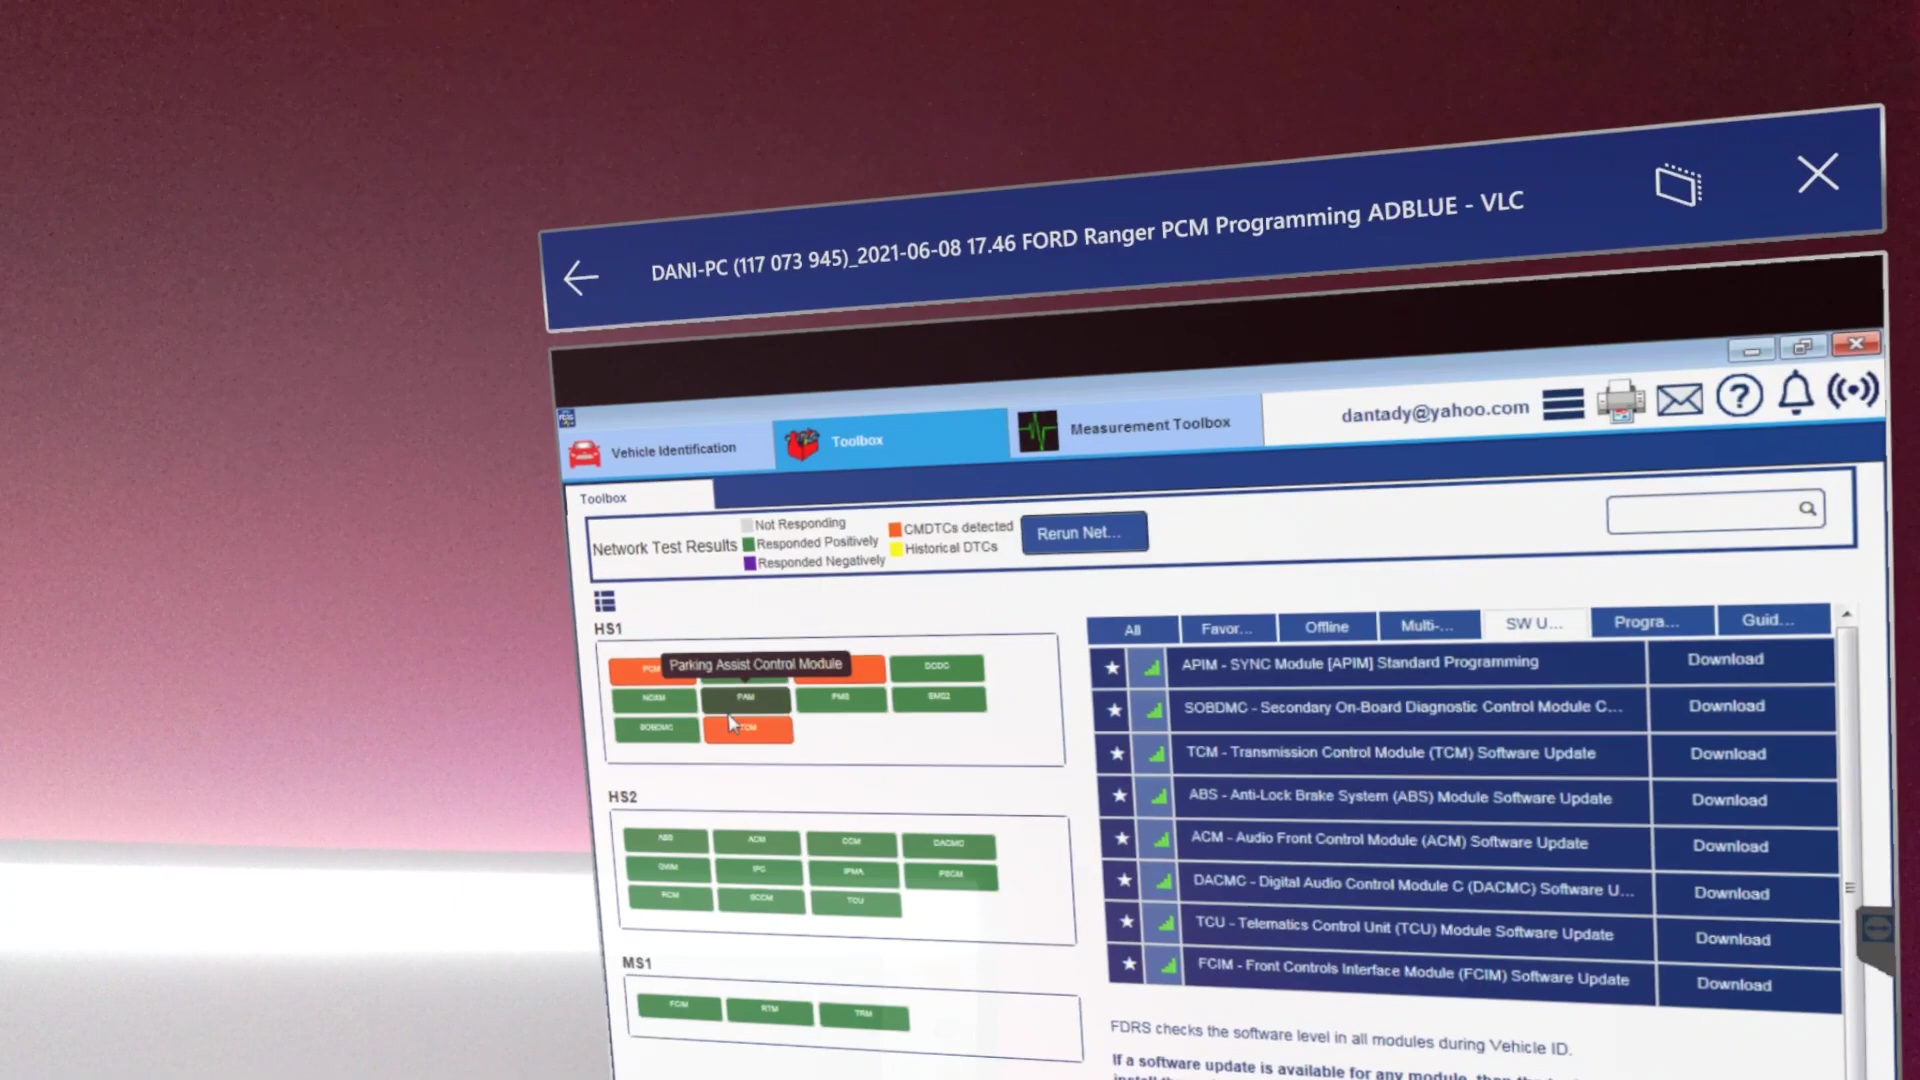 DANI-PC (117 073 945)_2021-06-08 17.46 FORD Ranger PCM Programming ADBLUE - VLC
Vehicle Identification
Toolbox
Measurement Toolbox
dantady@yahoo.com
Toolbox
Network Test Results
Not Responding
Responded Positively
Responded Negatively
CMDTCs detected
Historical DTCs
Rerun Net...
HS1
PCM
Parking Assist Control Module
DCDC
PAM
SOBDMC
TCM
HS2
ABS
ACM
CCM
DACMC
GWM
IPC
IPMA
PSCM
RCM
SCCM
TCU
MS1
FCIM
RTM
TRM
All
Favor...
Offline
Multi-...
SW U...
Progra...
Guid...
APIM - SYNC Module [APIM] Standard Programming
Download
SOBDMC - Secondary On-Board Diagnostic Control Module C...
Download
TCM - Transmission Control Module (TCM) Software Update
Download
ABS - Anti-Lock Brake System (ABS) Module Software Update
Download
ACM - Audio Front Control Module (ACM) Software Update
Download
DACMC - Digital Audio Control Module C (DACMC) Software U...
Download
TCU - Telematics Control Unit (TCU) Module Software Update
Download
FCIM - Front Controls Interface Module (FCIM) Software Update
Download
FDRS checks the software level in all modules during Vehicle ID.
If a software update is available for any module, then the